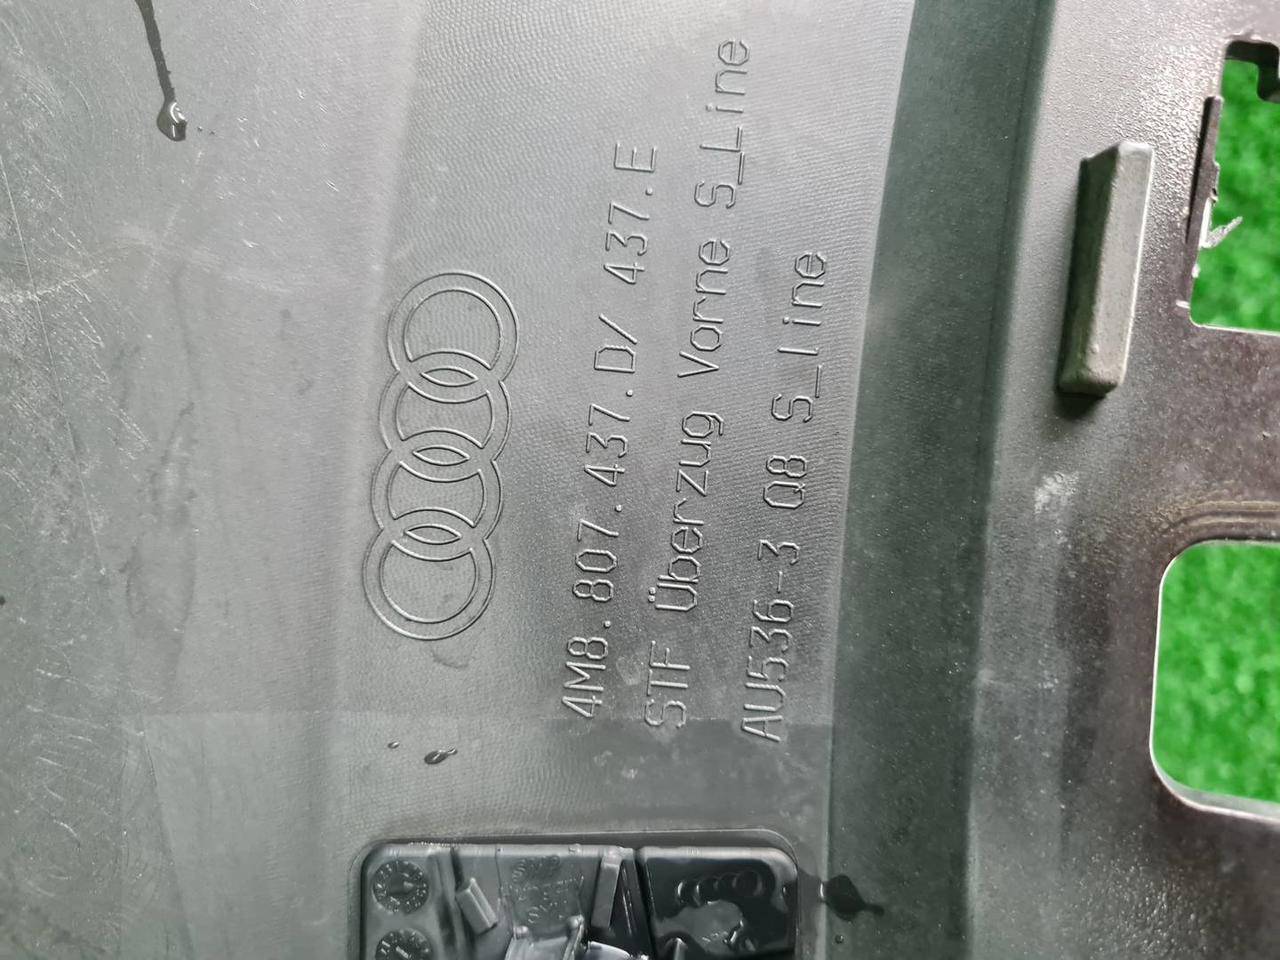 4M8.807.437.D/ 437.E
STF Überzug Vorne S_Line
AU536-3 Q8 S_line